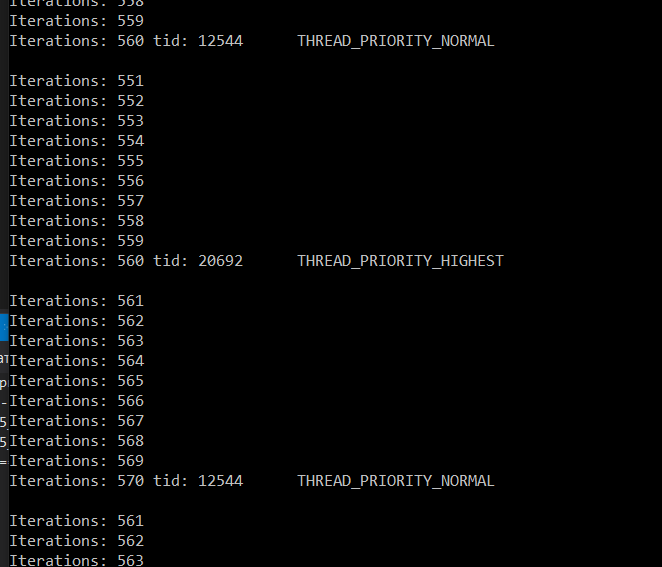 Iterations: 558
Iterations: 559
Iterations: 560 tid: 12544 THREAD_PRIORITY_NORMAL
Iterations: 551
Iterations: 552
Iterations: 553
Iterations: 554
Iterations: 555
Iterations: 556
Iterations: 557
Iterations: 558
Iterations: 559
Iterations: 560 tid: 20692 THREAD_PRIORITY_HIGHEST
Iterations: 561
Iterations: 562
Iterations: 563
Iterations: 564
Iterations: 565
Iterations: 566
Iterations: 567
Iterations: 568
Iterations: 569
Iterations: 570 tid: 12544 THREAD_PRIORITY_NORMAL
Iterations: 561
Iterations: 562
Iterations: 563